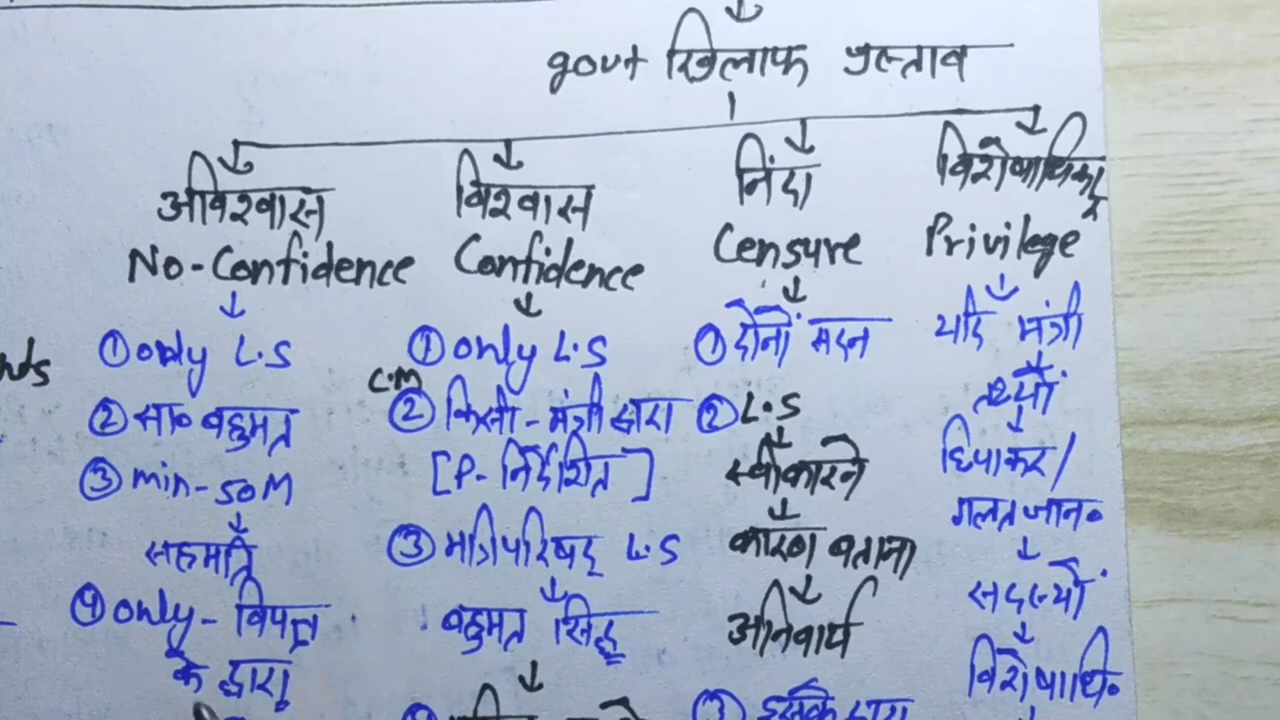 govt खिलाफ प्रस्ताव
अविश्वास
No-Confidence
① only L.S
② सा० बहुमत
③ min-50M
सहमति
④ only - विपक्ष
के द्वारा
विश्वास
Confidence
① only L.S
C.M
② किसी - मंत्री द्वारा
[P- निर्देशित]
③ मंत्रिपरिषद् L.S
बहुमत सिद्ध
निंदा
Censure
① दोनों सदन
② L.S
स्वीकारने
कारण बताना
अनिवार्य
③ इसके द्वारा
विशेषाधिकार
Privilege
यदि मंत्री
तथ्यों
छिपाकर/
गलत जान०
सदस्यों
विशेषाधि०